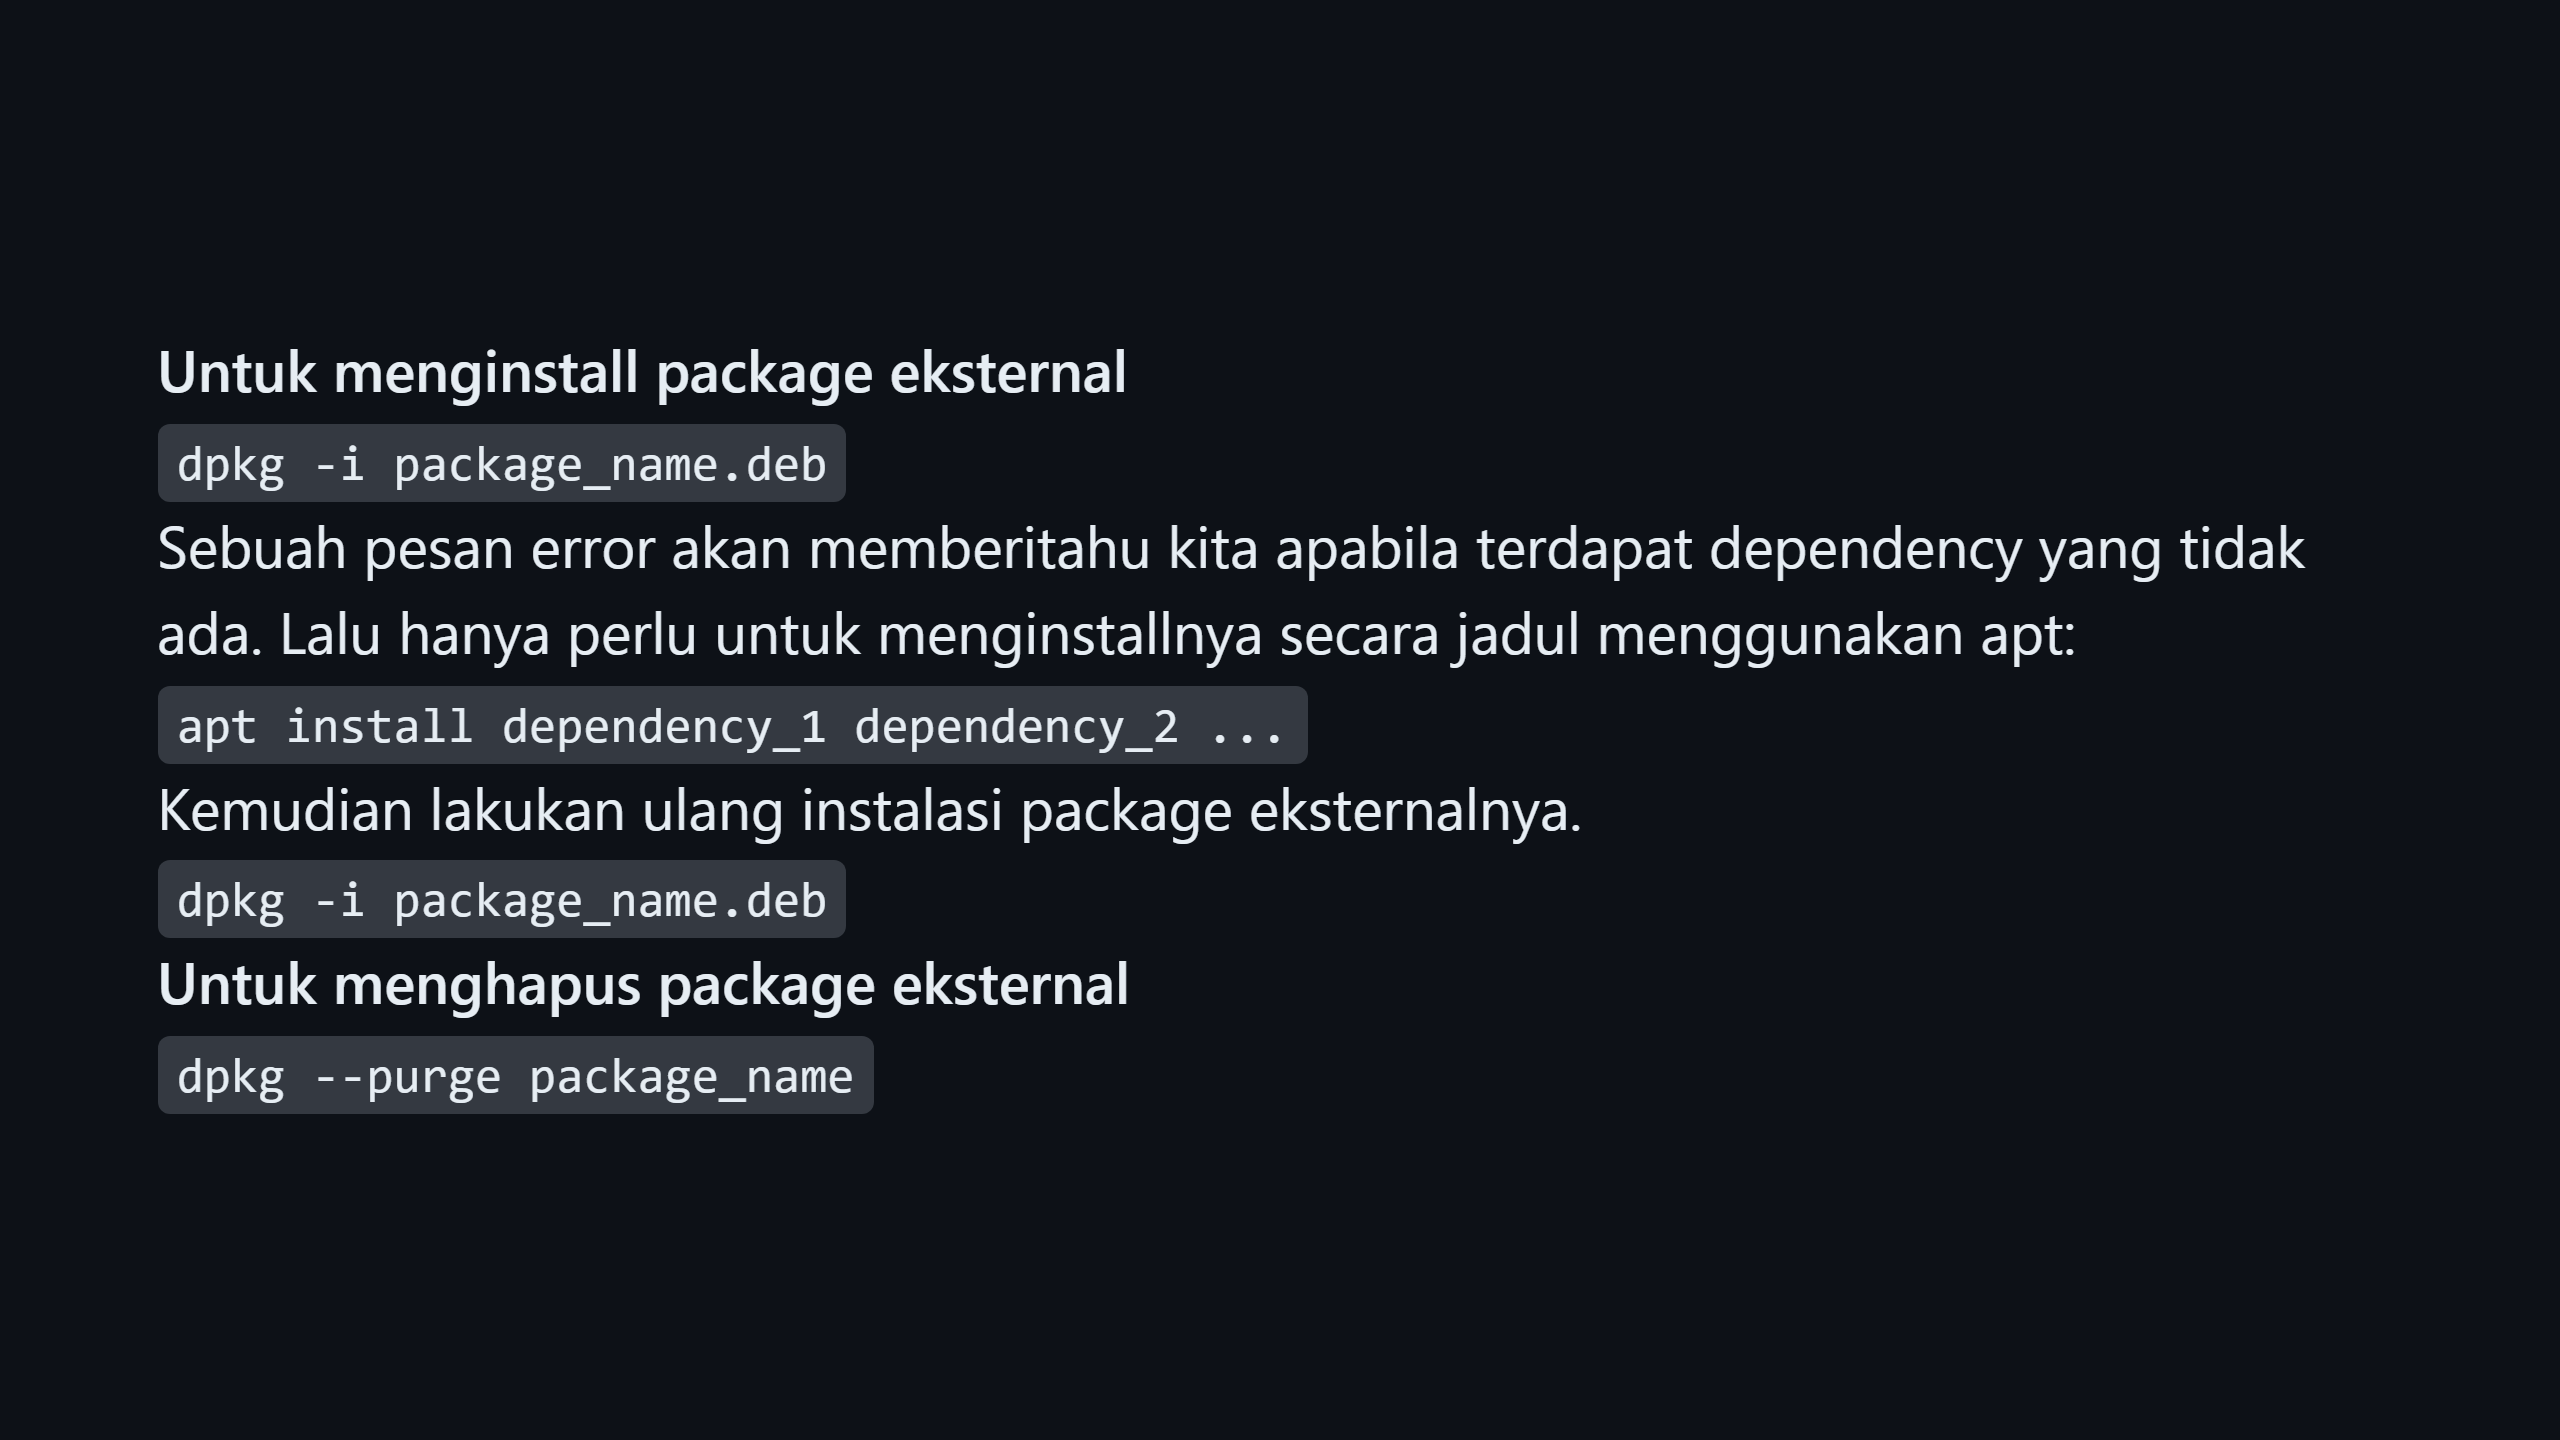 Untuk menginstall package eksternal
dpkg -i package_name.deb
Sebuah pesan error akan memberitahu kita apabila terdapat dependency yang tidak
ada. Lalu hanya perlu untuk menginstallnya secara jadul menggunakan apt:
apt install dependency_1 dependency_2 ...
Kemudian lakukan ulang instalasi package eksternalnya.
dpkg -i package_name.deb
Untuk menghapus package eksternal
dpkg --purge package_name